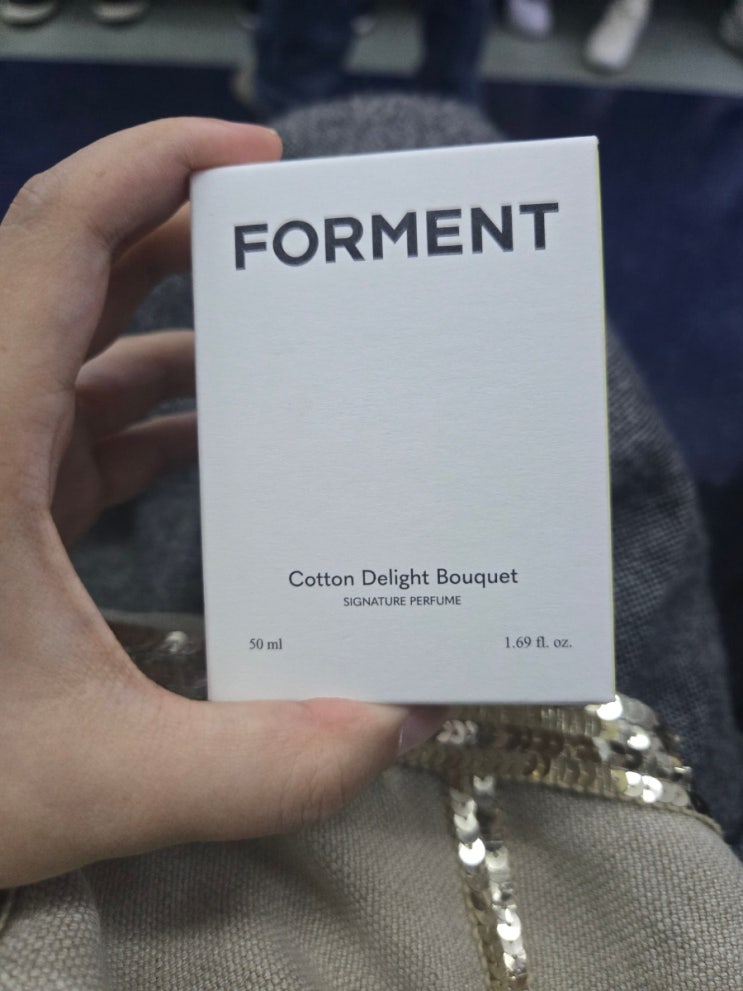 FORMENT
Cotton Delight Bouquet
SIGNATURE PERFUME
50 ml 1.69 fl. oz.